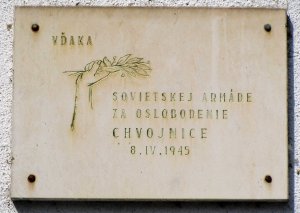 VĎAKA
SOVIETSKEJ ARMÁDE
ZA OSLOBODENIE
CHVOJNICE
8.IV.1945